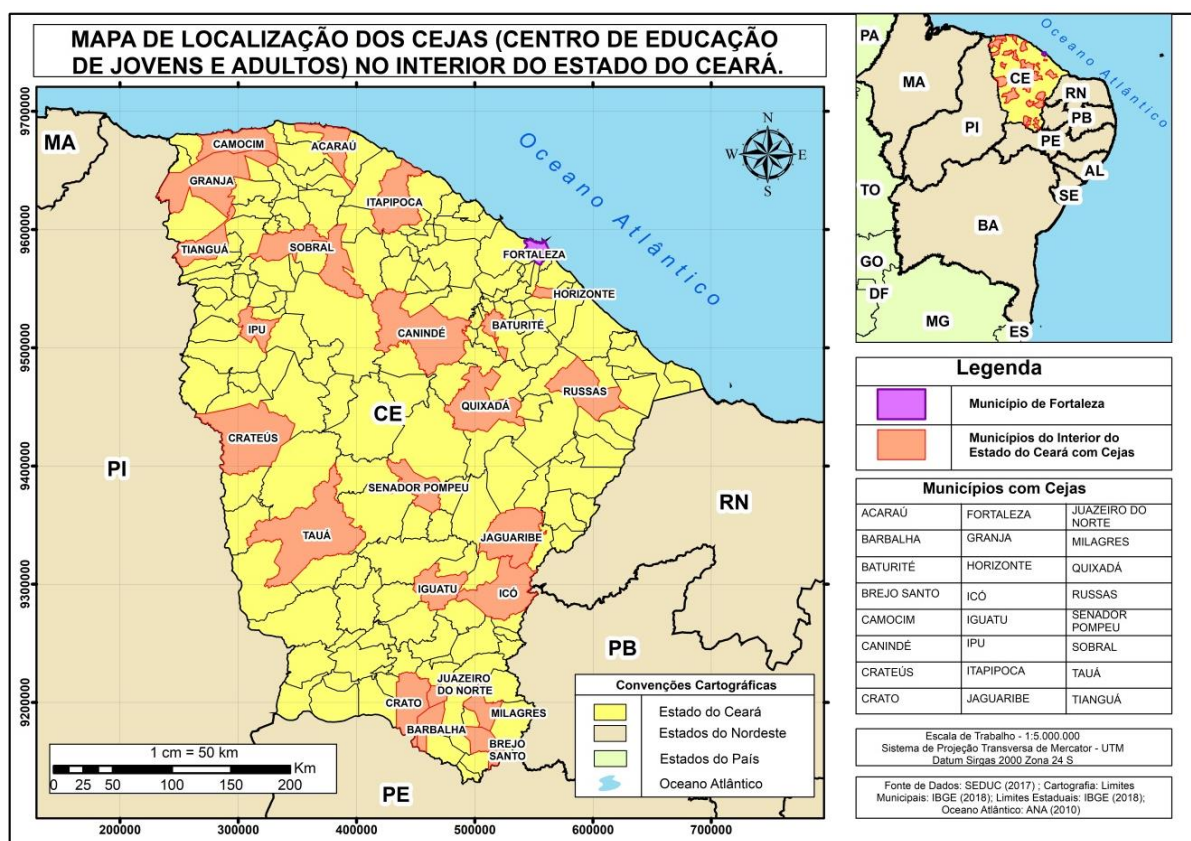 MAPA DE LOCALIZAÇÃO DOS CEJAS (CENTRO DE EDUCAÇÃO
DE JOVENS E ADULTOS) NO INTERIOR DO ESTADO DO CEARÁ.
9700000
9600000
9500000
9400000
9300000
9200000
MA
CAMOCIM
ACARAÚ
GRANJA
ITAPIPOCA
TIANGUÁ
SOBRAL
FORTALEZA
HORIZONTE
IPU
CANINDÉ
BATURITÉ
RUSSAS
QUIXADÁ
CE
CRATEÚS
PI
SENADOR POMPEU
RN
TAUÁ
JAGUARIBE
IGUATU
ICÓ
PB
JUAZEIRO
DO NORTE
CRATO
MILAGRES
BARBALHA
BREJO
SANTO
PE
Oceano Atlântico
N
W
E
S
1 cm = 50 km
Km
0 25 50 100 150 200
200000 300000 400000 500000 600000 700000
Convenções Cartográficas
Estado do Ceará
Estados do Nordeste
Estados do País
Oceano Atlântico
Oceano Atlântico
PA
MA
CE
RN
PB
PI
PE
AL
TO
SE
BA
GO
DF
MG
ES
Legenda
Município de Fortaleza
Municípios do Interior do
Estado do Ceará com Cejas
Municípios com Cejas
ACARAÚ FORTALEZA JUAZEIRO DO
NORTE
BARBALHA GRANJA MILAGRES
BATURITÉ HORIZONTE QUIXADÁ
BREJO SANTO ICÓ RUSSAS
CAMOCIM IGUATU SENADOR
POMPEU
CANINDÉ IPU SOBRAL
CRATEÚS ITAPIPOCA TAUÁ
CRATO JAGUARIBE TIANGUÁ
Escala de Trabalho - 1:5.000.000
Sistema de Projeção Transversa de Mercator - UTM
Datum Sirgas 2000 Zona 24 S
Fonte de Dados: SEDUC (2017) ; Cartografia: Limites
Municipais: IBGE (2018); Limites Estaduais: IBGE (2018);
Oceano Atlântico: ANA (2010)